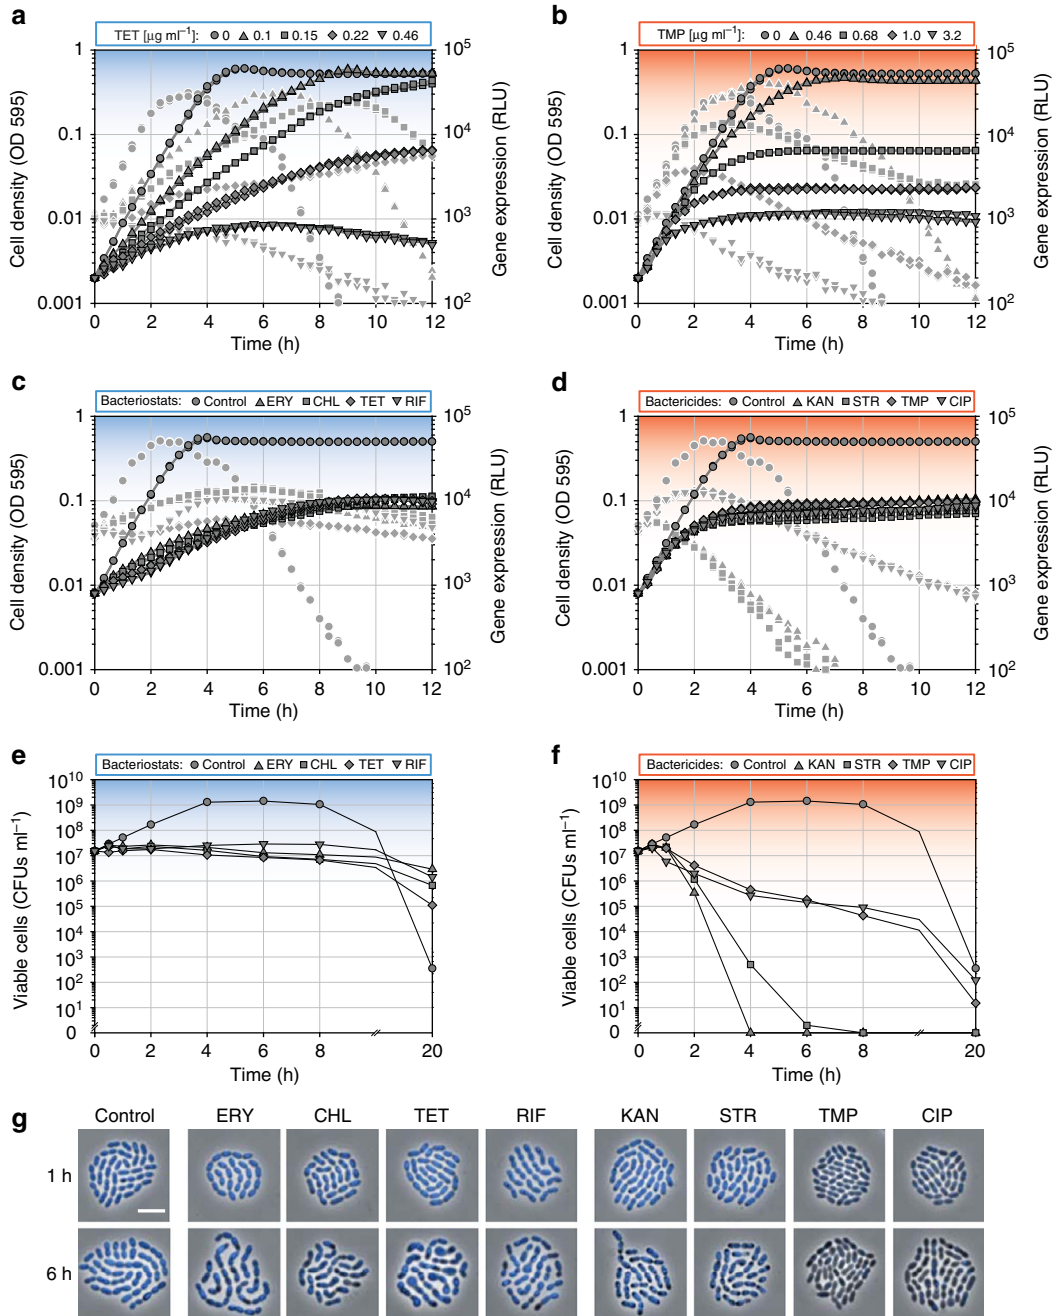 a
TET [µg ml⁻¹]: 0 0.1 0.15 0.22 0.46
1
0.1
0.01
0.001
Cell density (OD 595)
10⁵
10⁴
10³
10²
Gene expression (RLU)
0 2 4 6 8 10 12
Time (h)
b
TMP [µg ml⁻¹]: 0 0.46 0.68 1.0 3.2
1
0.1
0.01
0.001
Cell density (OD 595)
10⁵
10⁴
10³
10²
Gene expression (RLU)
0 2 4 6 8 10 12
Time (h)
c
Bacteriostats: Control ERY CHL TET RIF
1
0.1
0.01
0.001
Cell density (OD 595)
10⁵
10⁴
10³
10²
Gene expression (RLU)
0 2 4 6 8 10 12
Time (h)
d
Bactericides: Control KAN STR TMP CIP
1
0.1
0.01
0.001
Cell density (OD 595)
10⁵
10⁴
10³
10²
Gene expression (RLU)
0 2 4 6 8 10 12
Time (h)
e
Bacteriostats: Control ERY CHL TET RIF
10¹⁰
10⁹
10⁸
10⁷
10⁶
10⁵
10⁴
10³
10²
10¹
0
Viable cells (CFUs ml⁻¹)
0 2 4 6 8 20
Time (h)
f
Bactericides: Control KAN STR TMP CIP
10¹⁰
10⁹
10⁸
10⁷
10⁶
10⁵
10⁴
10³
10²
10¹
0
Viable cells (CFUs ml⁻¹)
0 2 4 6 8 20
Time (h)
g
Control ERY CHL TET RIF KAN STR TMP CIP
1 h
6 h